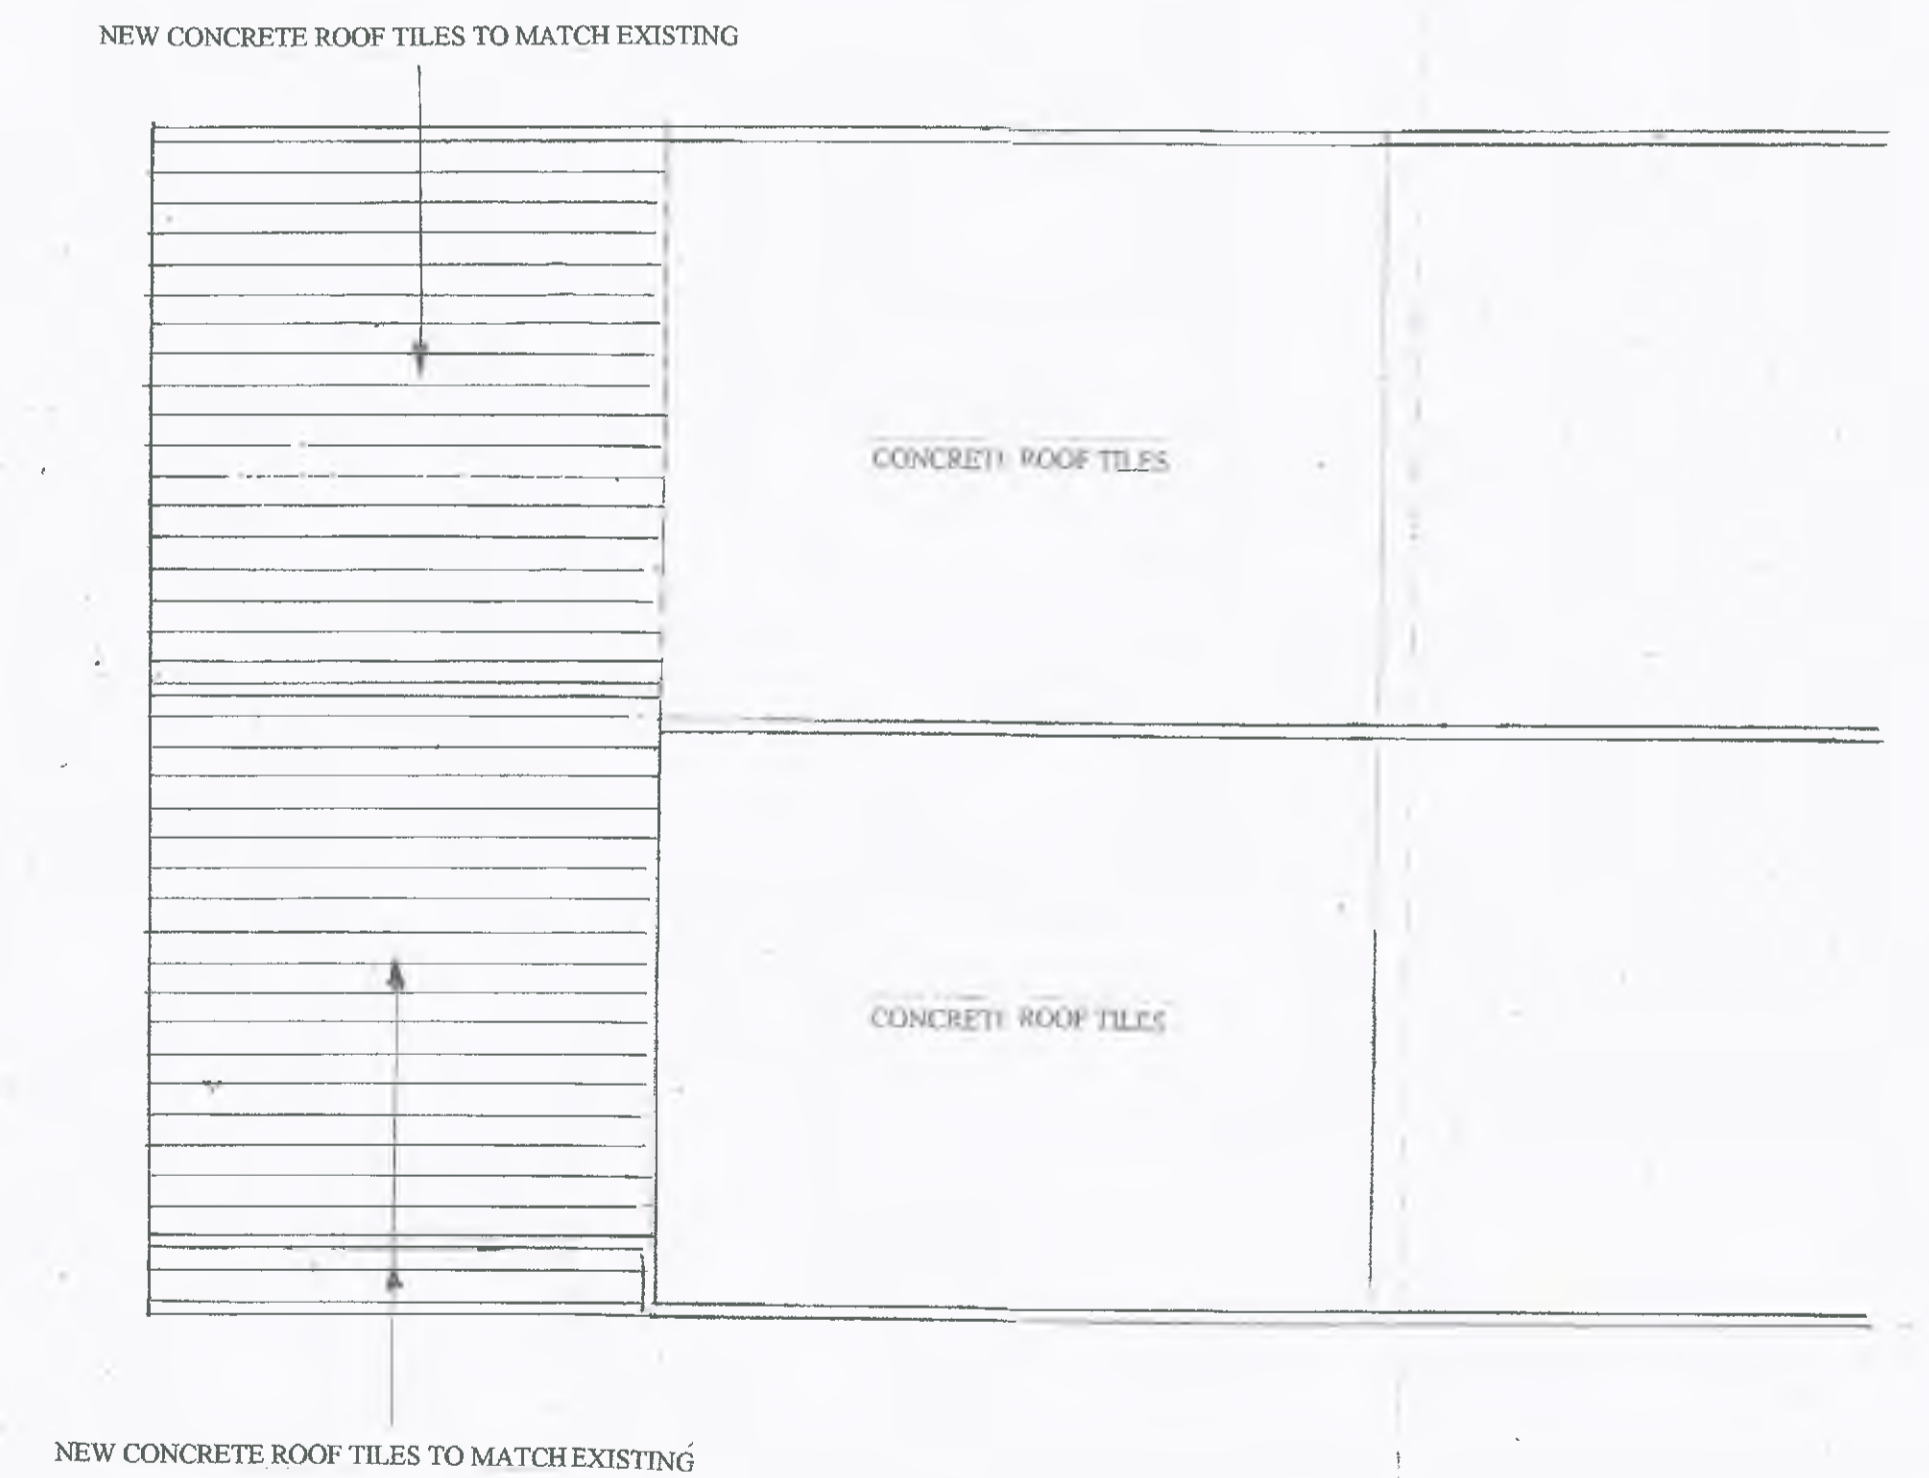 NEW CONCRETE ROOF TILES TO MATCH EXISTING
CONCRETE ROOF TILES
CONCRETE ROOF TILES
NEW CONCRETE ROOF TILES TO MATCH EXISTING